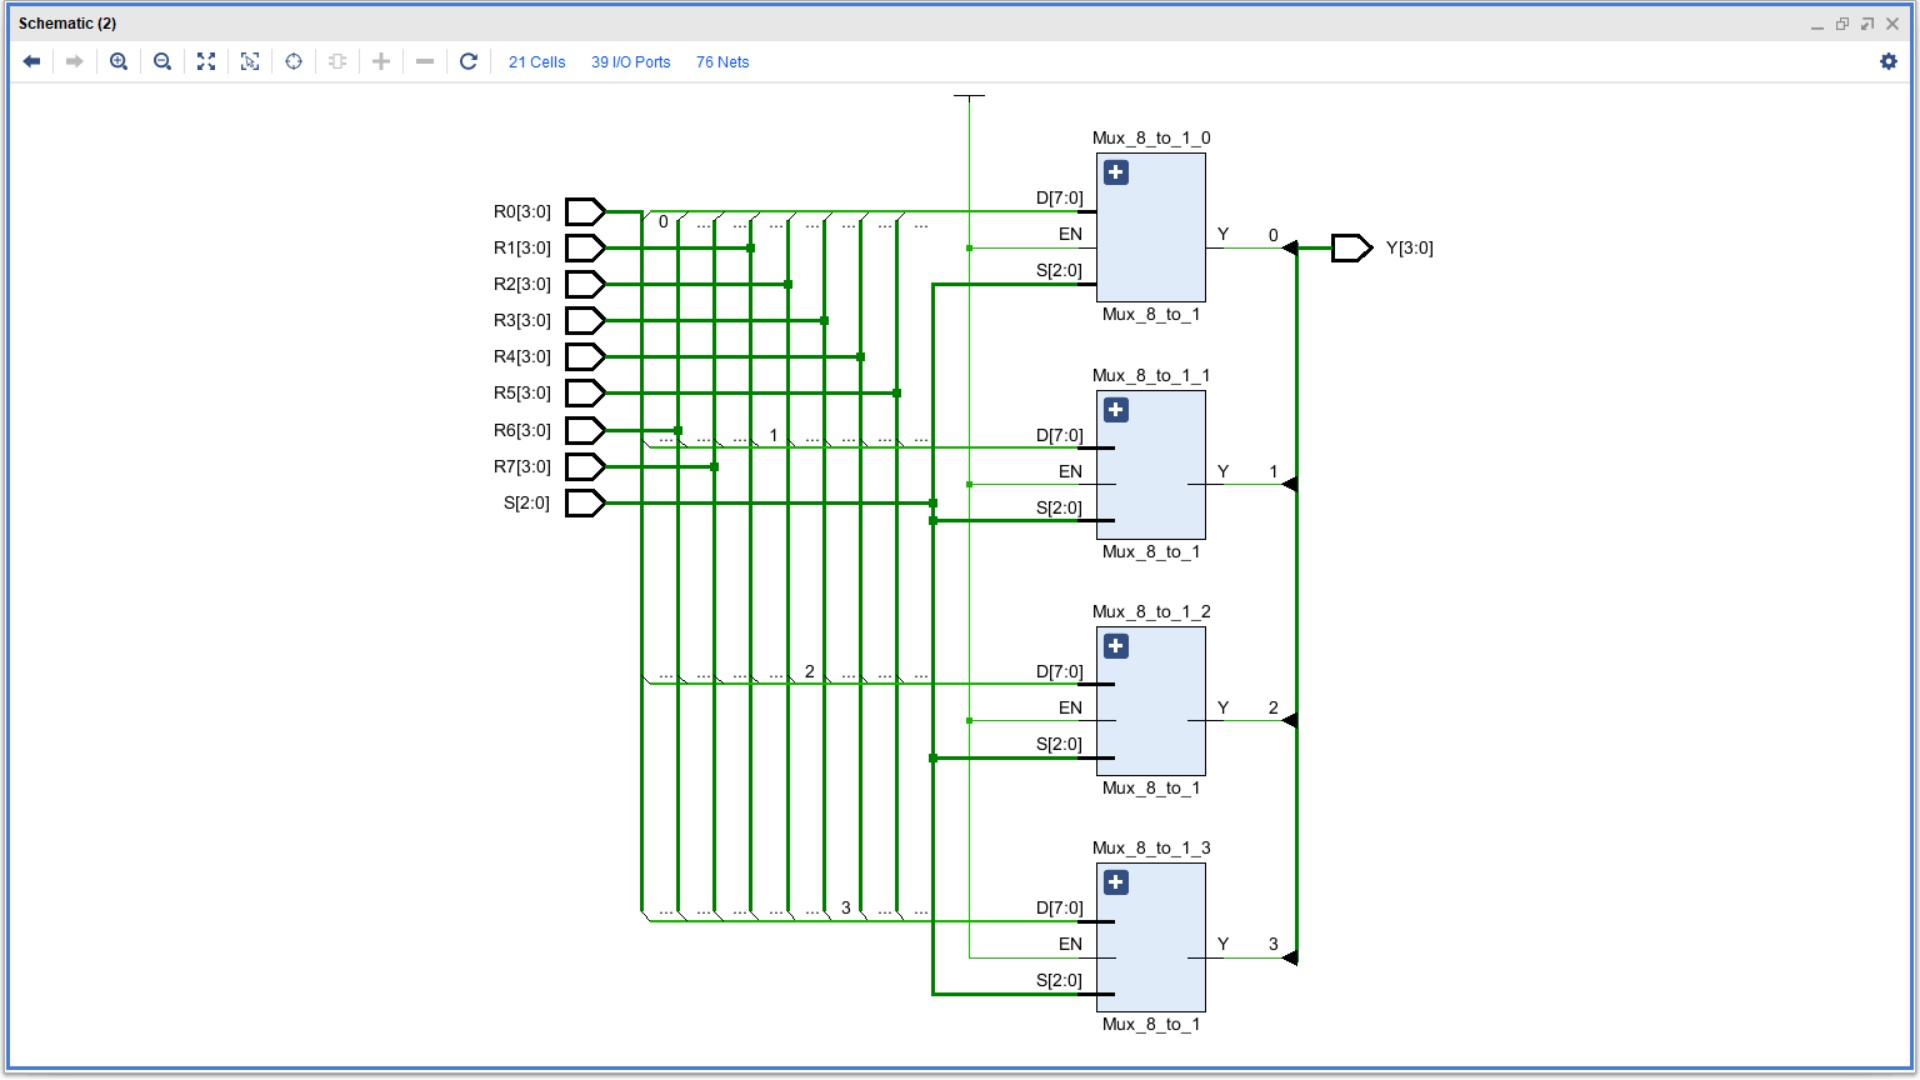 Schematic (2)
21 Cells 39 I/O Ports 76 Nets
Mux_8_to_1_0
R0[3:0] 0 ... ... ... ... ... ... ... D[7:0]
R1[3:0] EN Y 0 Y[3:0]
R2[3:0] S[2:0]
Mux_8_to_1
R3[3:0]
R4[3:0]
Mux_8_to_1_1
R5[3:0]
R6[3:0] ... ... ... 1 ... ... ... ... D[7:0]
R7[3:0] EN Y 1
S[2:0] S[2:0]
Mux_8_to_1
Mux_8_to_1_2
... ... ... ... 2 ... ... ... D[7:0]
EN Y 2
S[2:0]
Mux_8_to_1
Mux_8_to_1_3
... ... ... ... ... 3 ... ... D[7:0]
EN Y 3
S[2:0]
Mux_8_to_1